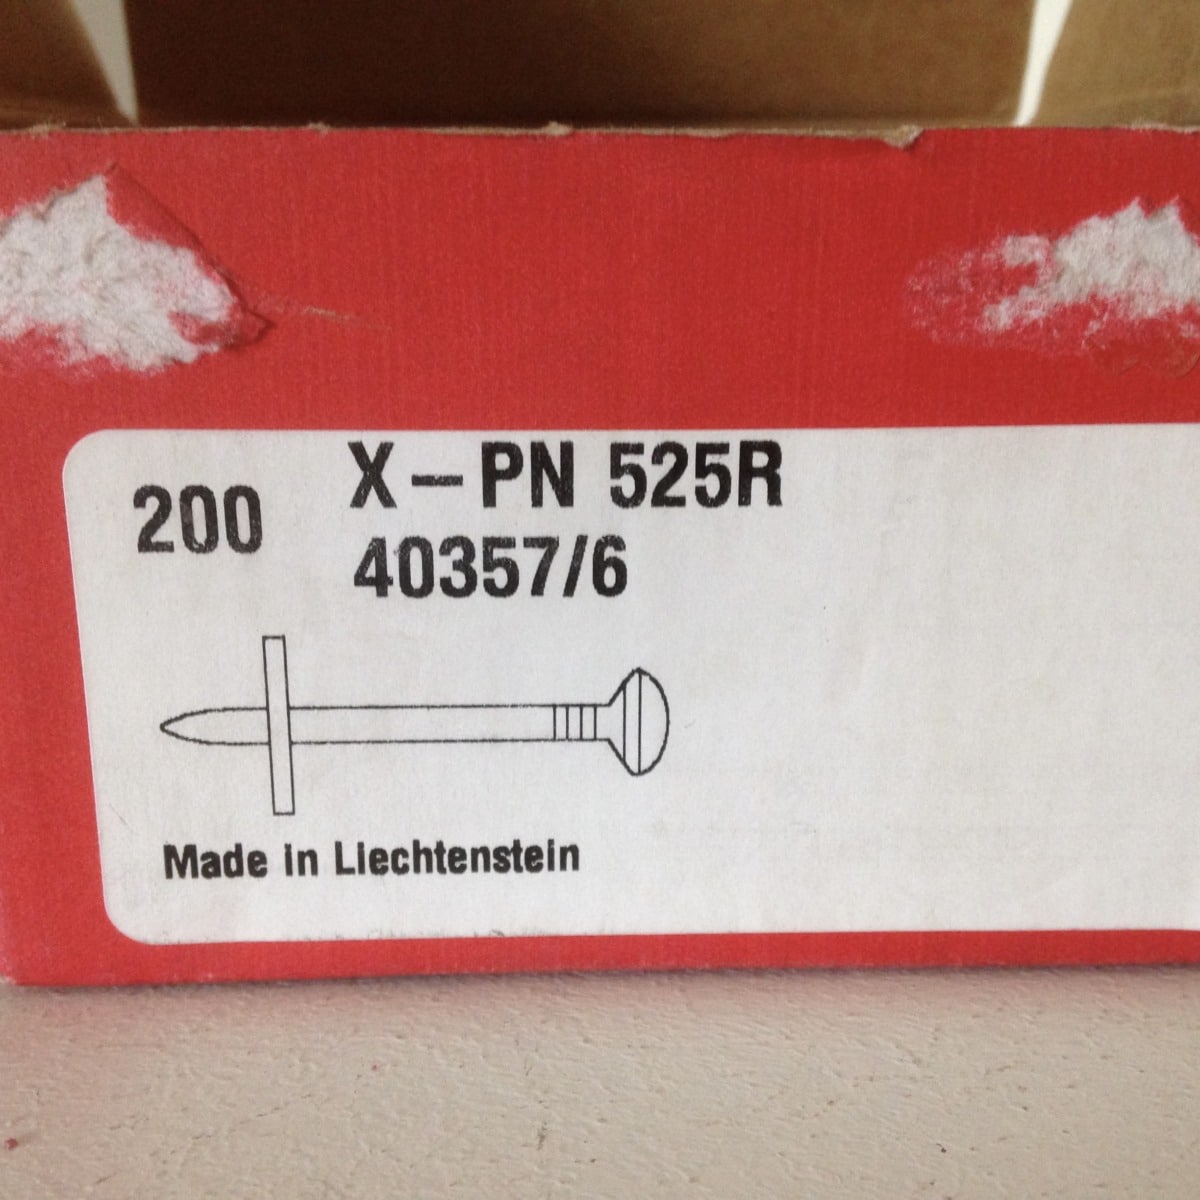 200
X-PN 525R
40357/6
Made in Liechtenstein